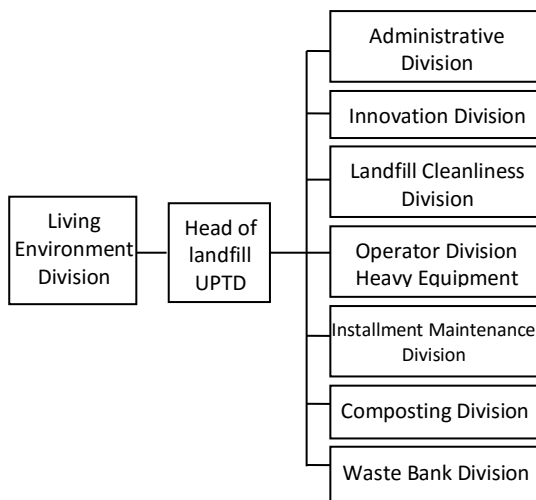 Living
Environment
Division
Head of
landfill
UPTD
Administrative
Division
Innovation Division
Landfill Cleanliness
Division
Operator Division
Heavy Equipment
Installment Maintenance
Division
Composting Division
Waste Bank Division